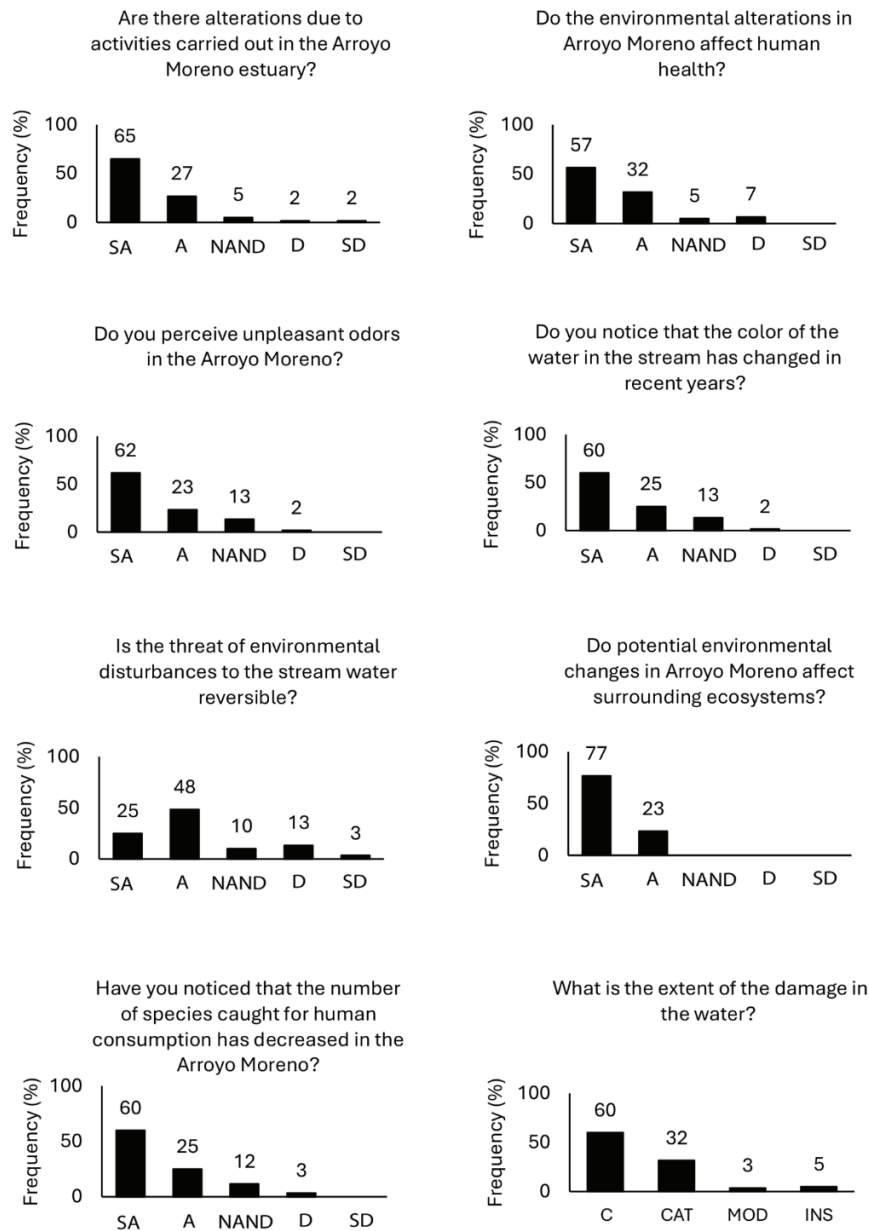 Are there alterations due to
activities carried out in the Arroyo
Moreno estuary?
Frequency (%)
100
50
0
65
27
5
2
2
SA A NAND D SD
Do the environmental alterations in
Arroyo Moreno affect human
health?
Frequency (%)
100
50
0
57
32
5
7
SA A NAND D SD
Do you perceive unpleasant odors
in the Arroyo Moreno?
Frequency (%)
100
50
0
62
23
13
2
SA A NAND D SD
Do you notice that the color of the
water in the stream has changed in
recent years?
Frequency (%)
100
50
0
60
25
13
2
SA A NAND D SD
Is the threat of environmental
disturbances to the stream water
reversible?
Frequency (%)
100
50
0
25
48
10
13
3
SA A NAND D SD
Do potential environmental
changes in Arroyo Moreno affect
surrounding ecosystems?
Frequency (%)
100
50
0
77
23
SA A NAND D SD
Have you noticed that the number
of species caught for human
consumption has decreased in the
Arroyo Moreno?
Frequency (%)
100
50
0
60
25
12
3
SA A NAND D SD
What is the extent of the damage in
the water?
Frequency (%)
100
50
0
60
32
3
5
C CAT MOD INS